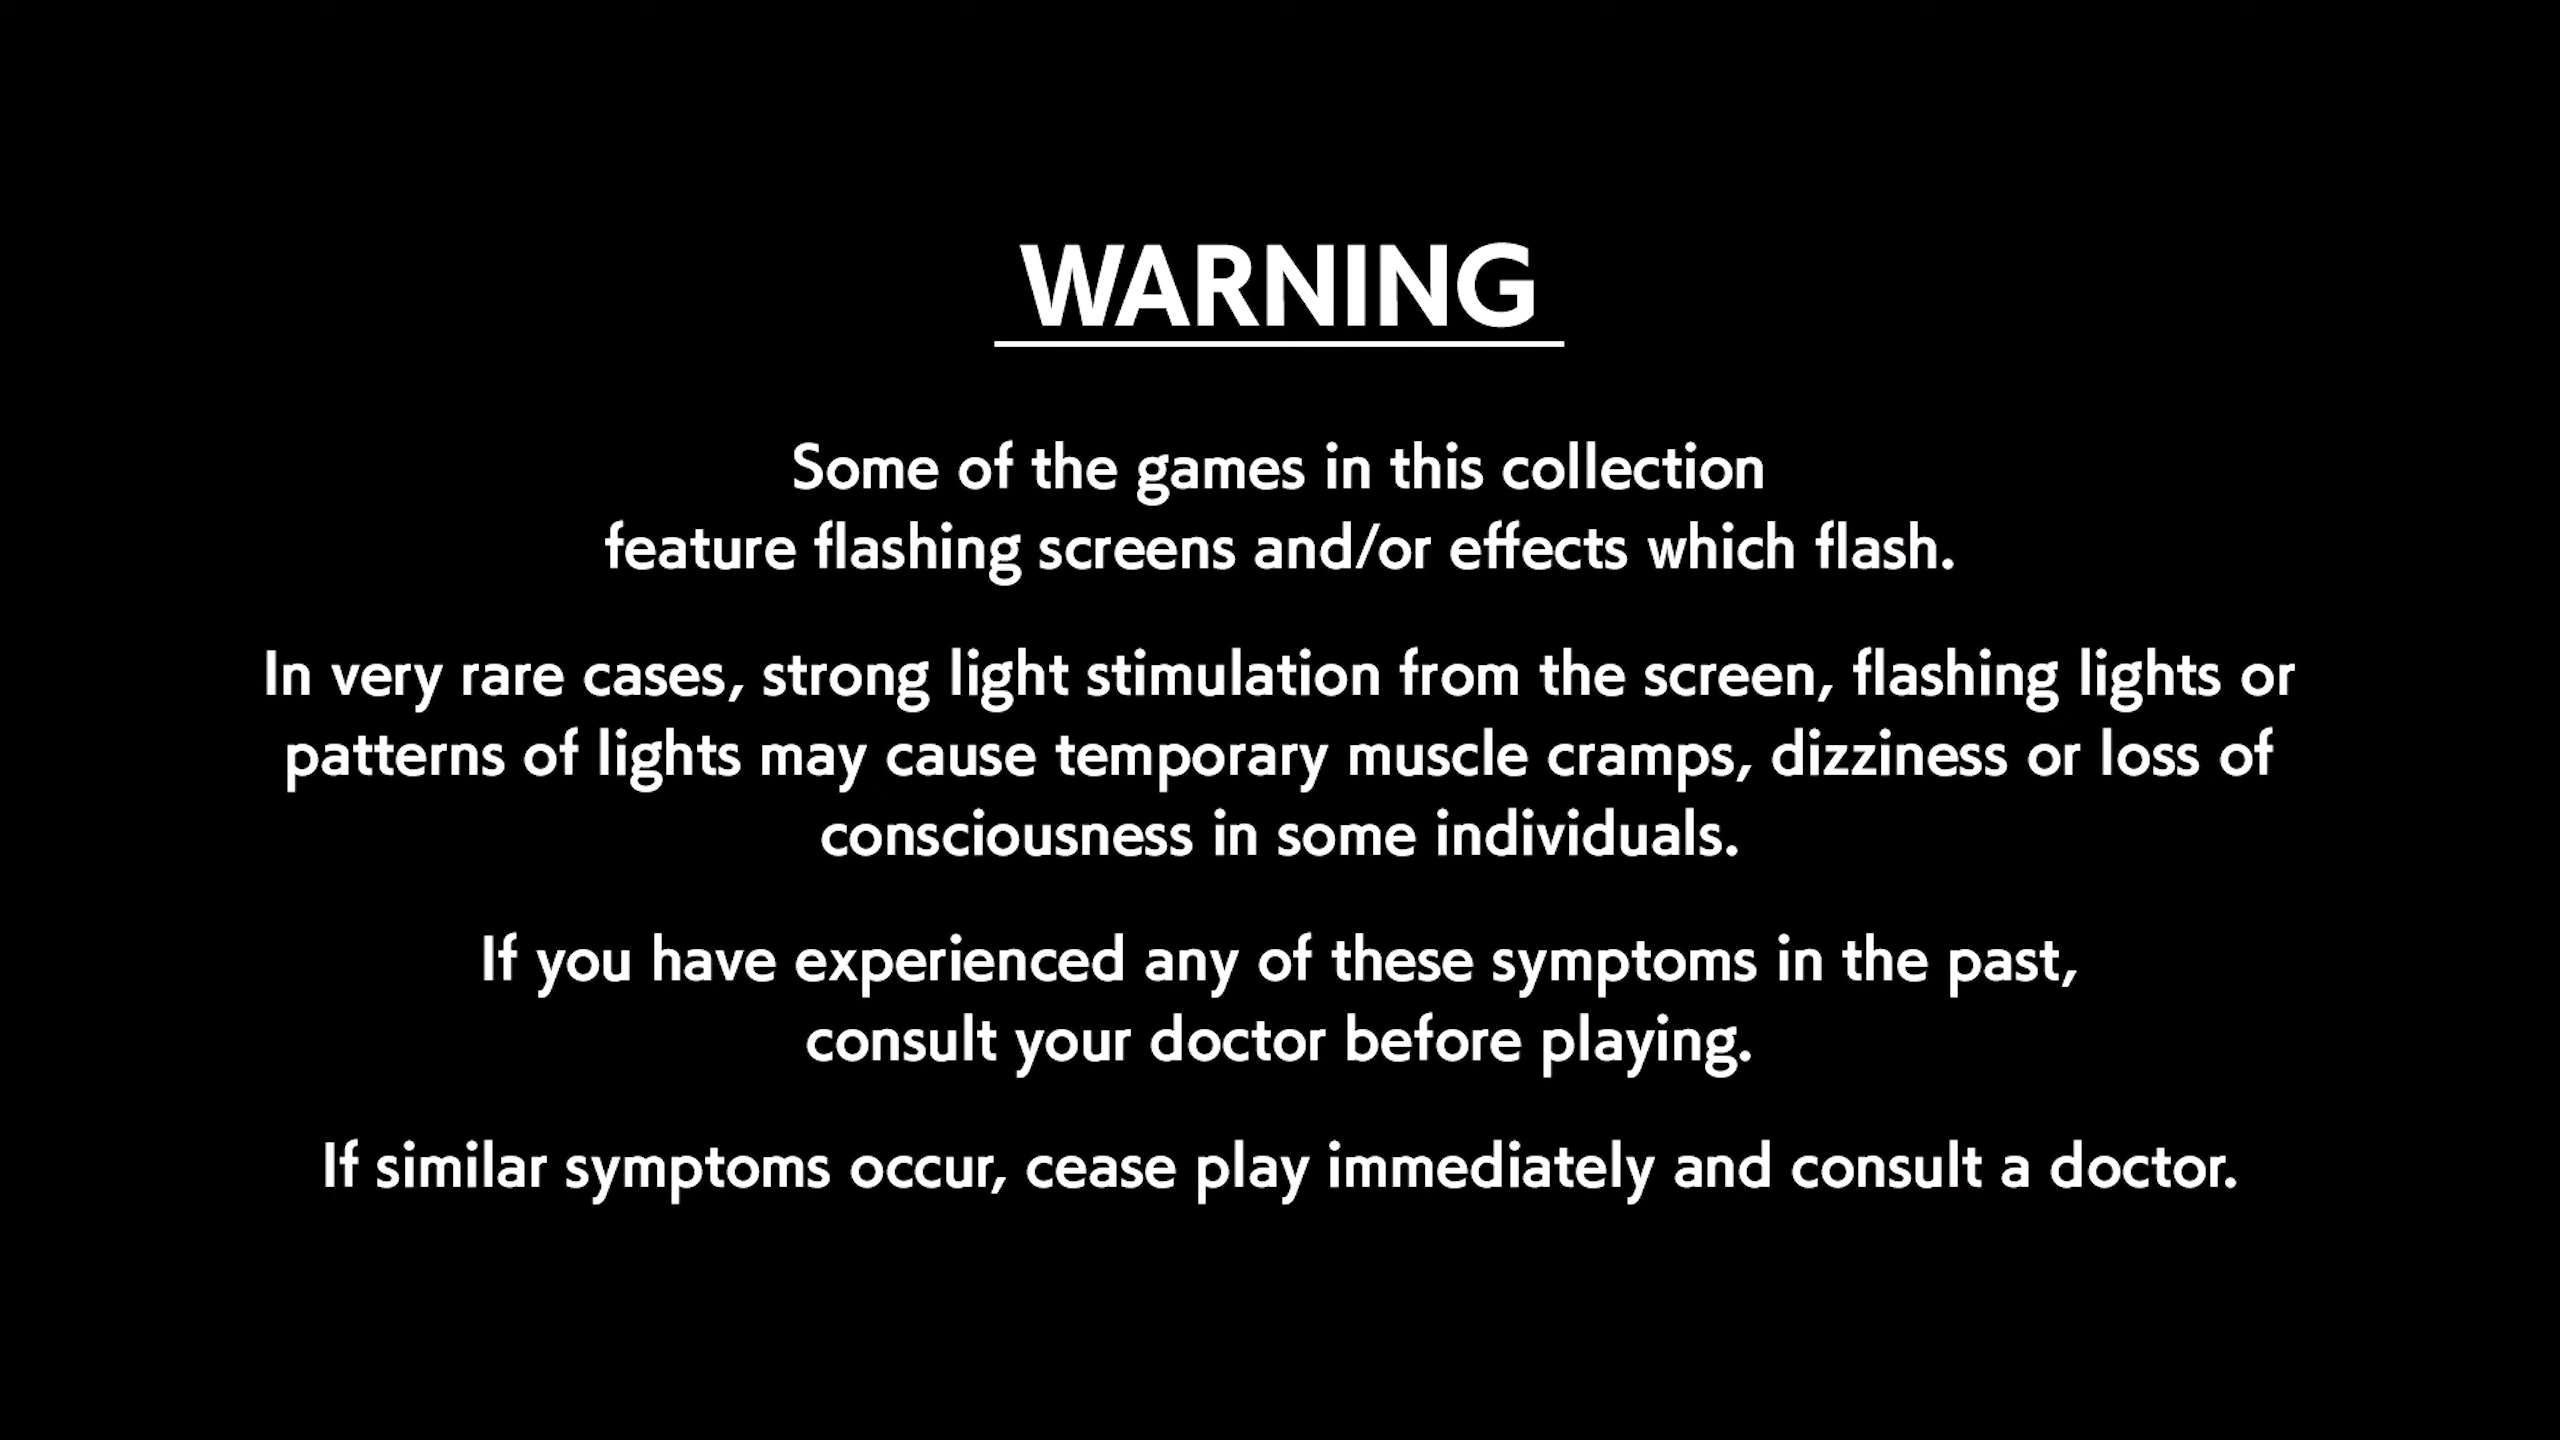 WARNING
Some of the games in this collection
feature flashing screens and/or effects which flash.
In very rare cases, strong light stimulation from the screen, flashing lights or
patterns of lights may cause temporary muscle cramps, dizziness or loss of
consciousness in some individuals.
If you have experienced any of these symptoms in the past,
consult your doctor before playing.
If similar symptoms occur, cease play immediately and consult a doctor.